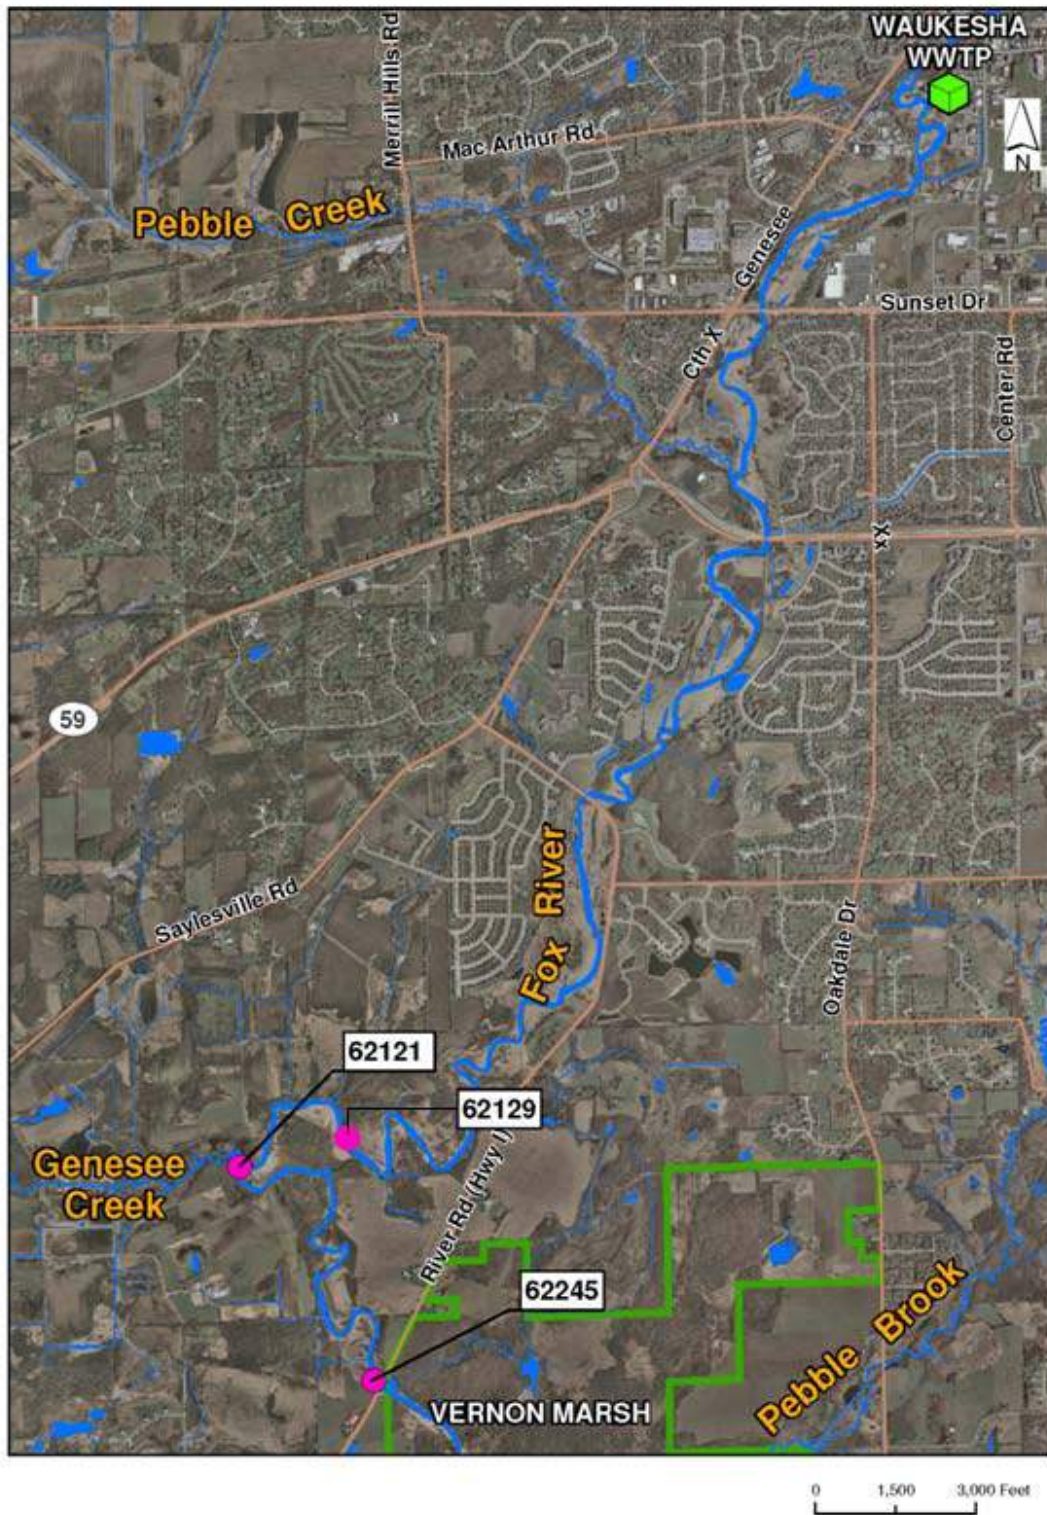 WAUKESHA
WWTP
Merrill Hills Rd
Mac Arthur Rd
N
Pebble Creek
Genesee
Sunset Dr
Cth X
Center Rd
XX
59
Fox River
Saylesville Rd
Oakdale Dr
62121
62129
Genesee
Creek
River Rd (Hwy I)
62245
Pebble Brook
VERNON MARSH
0 1,500 3,000 Feet